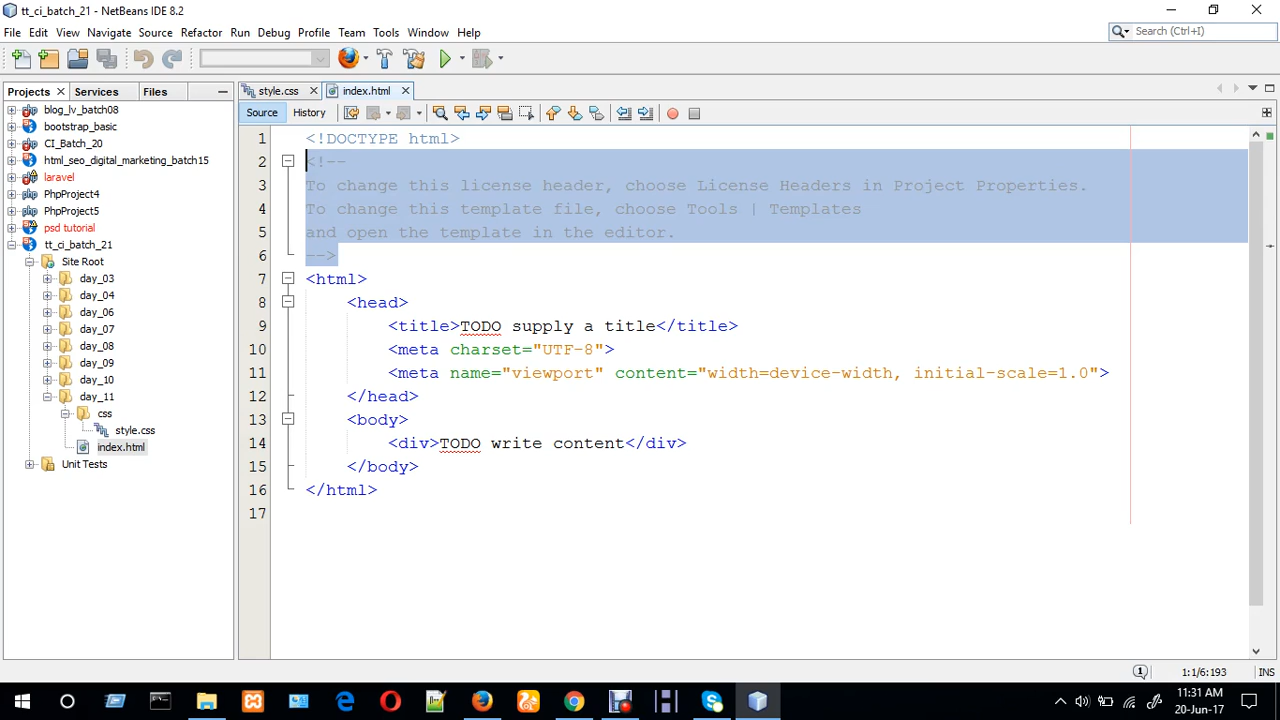 tt_ci_batch_21 - NetBeans IDE 8.2
File Edit View Navigate Source Refactor Run Debug Profile Team Tools Window Help
Search (Ctrl+I)
Projects Services Files
style.css index.html
Source History
blog_lv_batch08
bootstrap_basic
CI_Batch_20
html_seo_digital_marketing_batch15
laravel
PhpProject4
PhpProject5
psd tutorial
tt_ci_batch_21
Site Root
day_03
day_04
day_06
day_07
day_08
day_09
day_10
day_11
css
style.css
index.html
Unit Tests
1 <!DOCTYPE html>
2 <!--
3 To change this license header, choose License Headers in Project Properties.
4 To change this template file, choose Tools | Templates
5 and open the template in the editor.
6 -->
7 <html>
8 <head>
9 <title>TODO supply a title</title>
10 <meta charset="UTF-8">
11 <meta name="viewport" content="width=device-width, initial-scale=1.0">
12 </head>
13 <body>
14 <div>TODO write content</div>
15 </body>
16 </html>
17
1:1/6:193 INS
11:31 AM
20-Jun-17